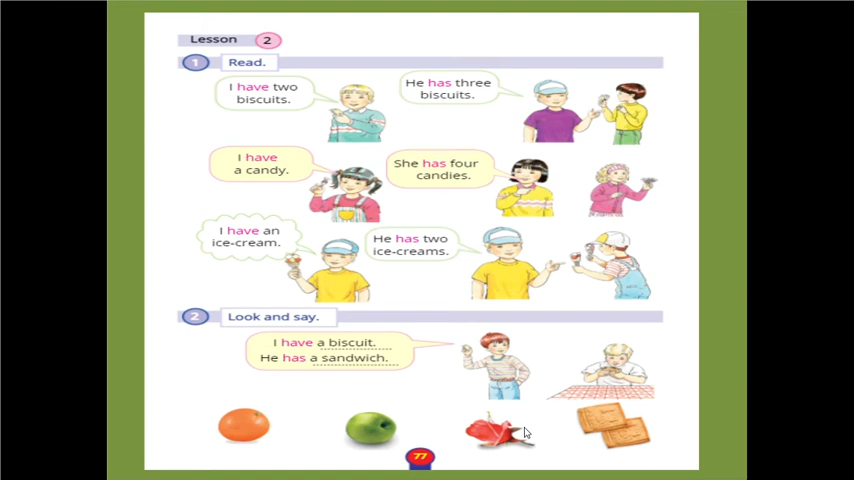 Lesson 2
1 Read.
I have two
biscuits.
He has three
biscuits.
I have
a candy.
She has four
candies.
I have an
ice-cream.
He has two
ice-creams.
2 Look and say.
I have a biscuit.
He has a sandwich.
77